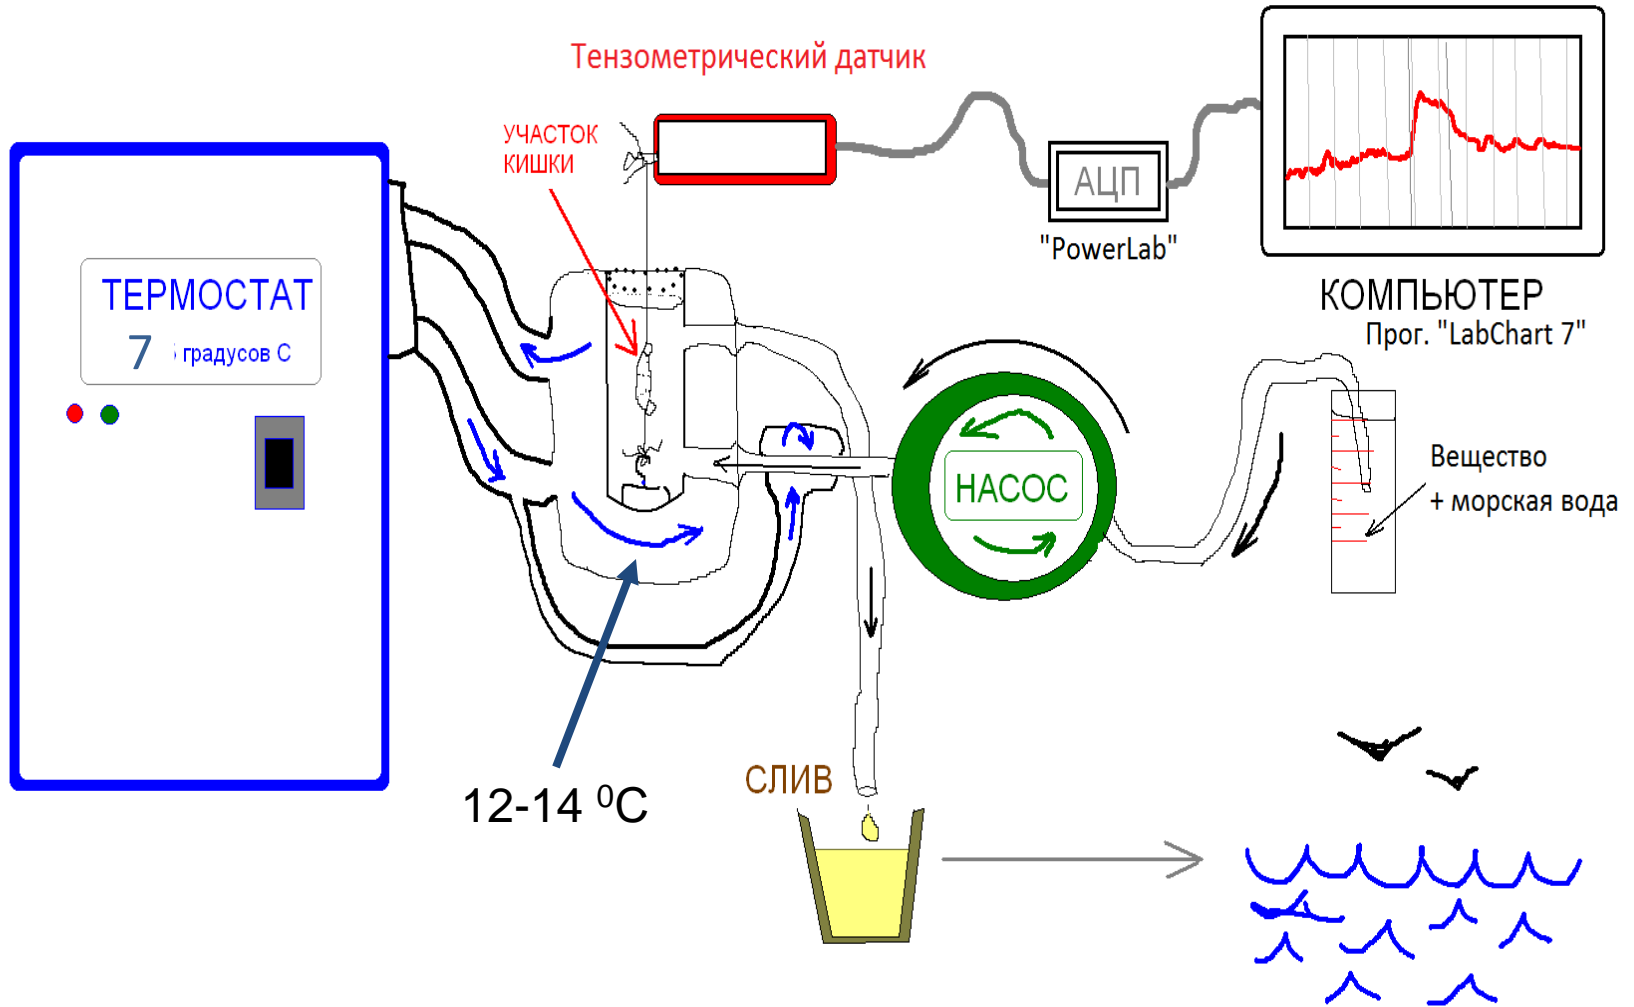 Тензометрический датчик
УЧАСТОК
КИШКИ
АЦП
"PowerLab"
КОМПЬЮТЕР
Прог. "LabChart 7"
ТЕРМОСТАТ
7 градусов С
НАСОС
Вещество
+ морская вода
12-14 ⁰C
СЛИВ